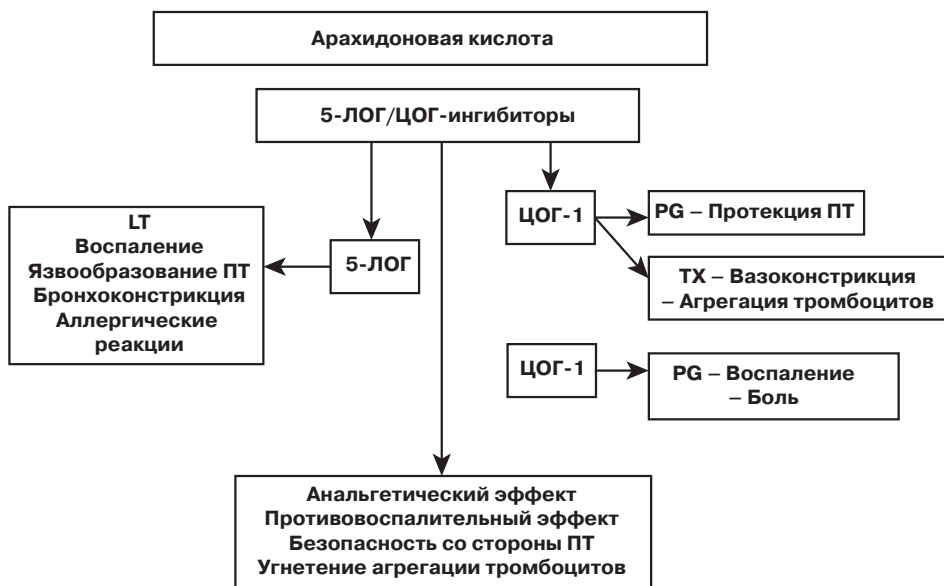 Арахидоновая кислота
5-ЛОГ/ЦОГ-ингибиторы
LT
Воспаление
Язвообразование ПТ
Бронхоконстрикция
Аллергические
реакции
5-ЛОГ
ЦОГ-1
PG – Протекция ПТ
TX – Вазоконстрикция
– Агрегация тромбоцитов
ЦОГ-1
PG – Воспаление
– Боль
Анальгетический эффект
Противовоспалительный эффект
Безопасность со стороны ПТ
Угнетение агрегации тромбоцитов